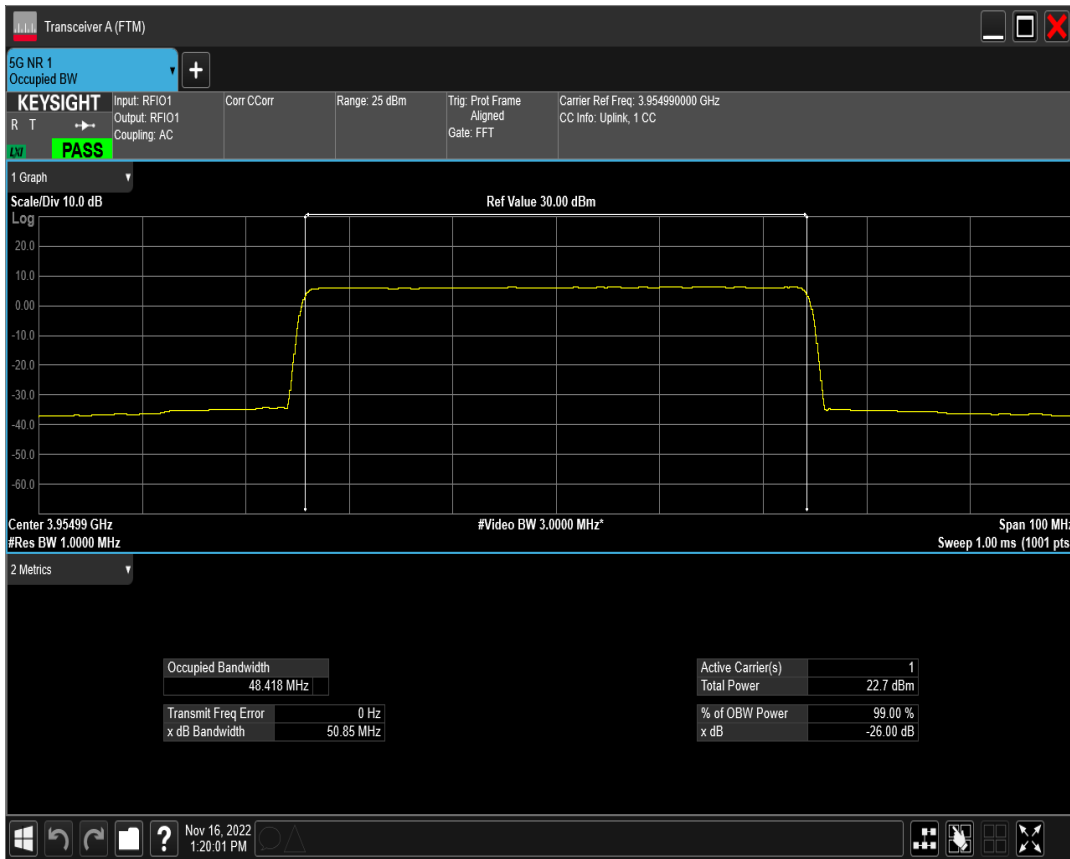 Transceiver A (FTM)
5G NR 1
Occupied BW
+
KEYSIGHT
R T
LXI
PASS
Input: RFIO1
Output: RFIO1
Coupling: AC
Corr CCorr
Range: 25 dBm
Trig: Prot Frame
Aligned
Gate: FFT
Carrier Ref Freq: 3.954990000 GHz
CC Info: Uplink, 1 CC
1 Graph
Scale/Div 10.0 dB
Ref Value 30.00 dBm
Log
20.0
10.0
0.00
-10.0
-20.0
-30.0
-40.0
-50.0
-60.0
Center 3.95499 GHz
#Video BW 3.0000 MHz*
Span 100 MHz
#Res BW 1.0000 MHz
Sweep 1.00 ms (1001 pts
2 Metrics
Occupied Bandwidth
48.418 MHz
Transmit Freq Error 0 Hz
x dB Bandwidth 50.85 MHz
Active Carrier(s) 1
Total Power 22.7 dBm
% of OBW Power 99.00 %
x dB -26.00 dB
?
Nov 16, 2022
1:20:01 PM